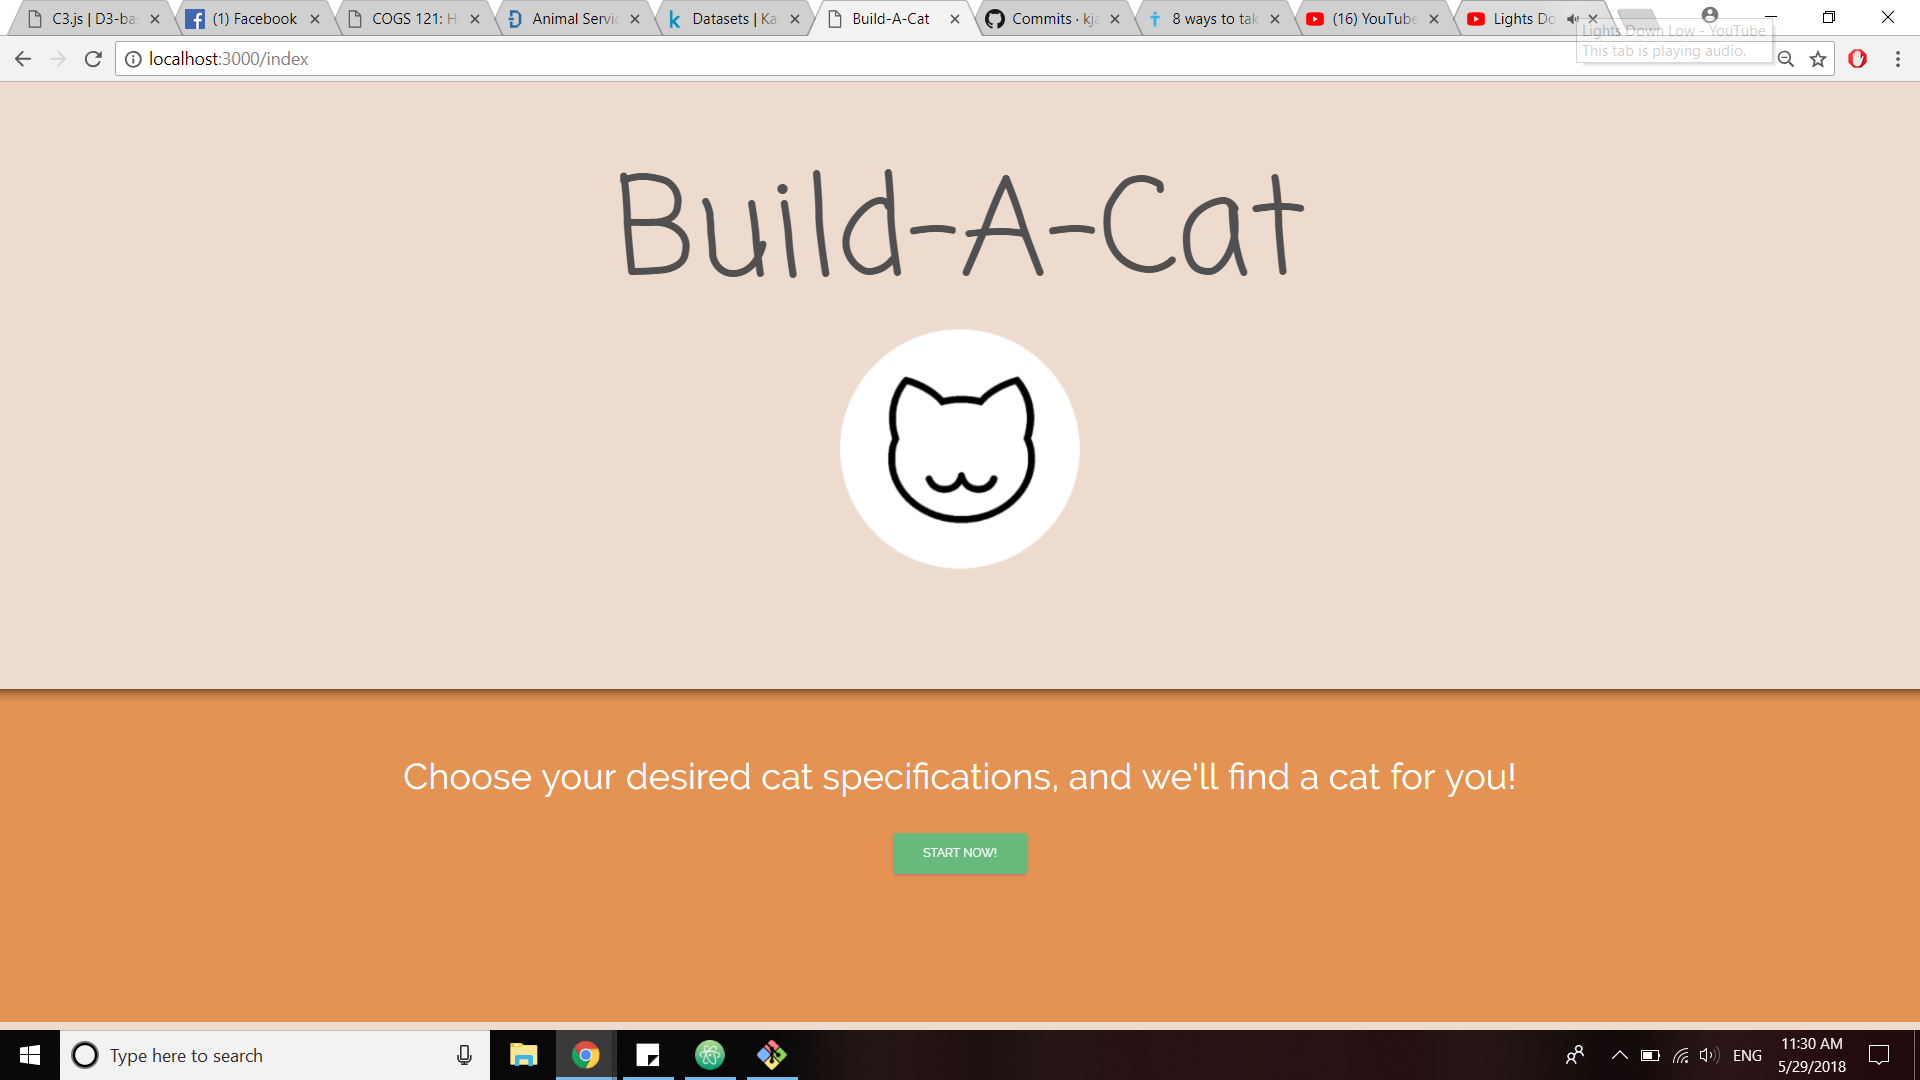 C3.js | D3-ba
(1) Facebook
COGS 121: H
Animal Servic
Datasets | Ka
Build-A-Cat
Commits · kja
8 ways to tak
(16) YouTube
Lights Do
Lights Down Low - YouTube
This tab is playing audio.
localhost:3000/index
Build-A-Cat
Choose your desired cat specifications, and we'll find a cat for you!
START NOW!
Type here to search
ENG
11:30 AM
5/29/2018